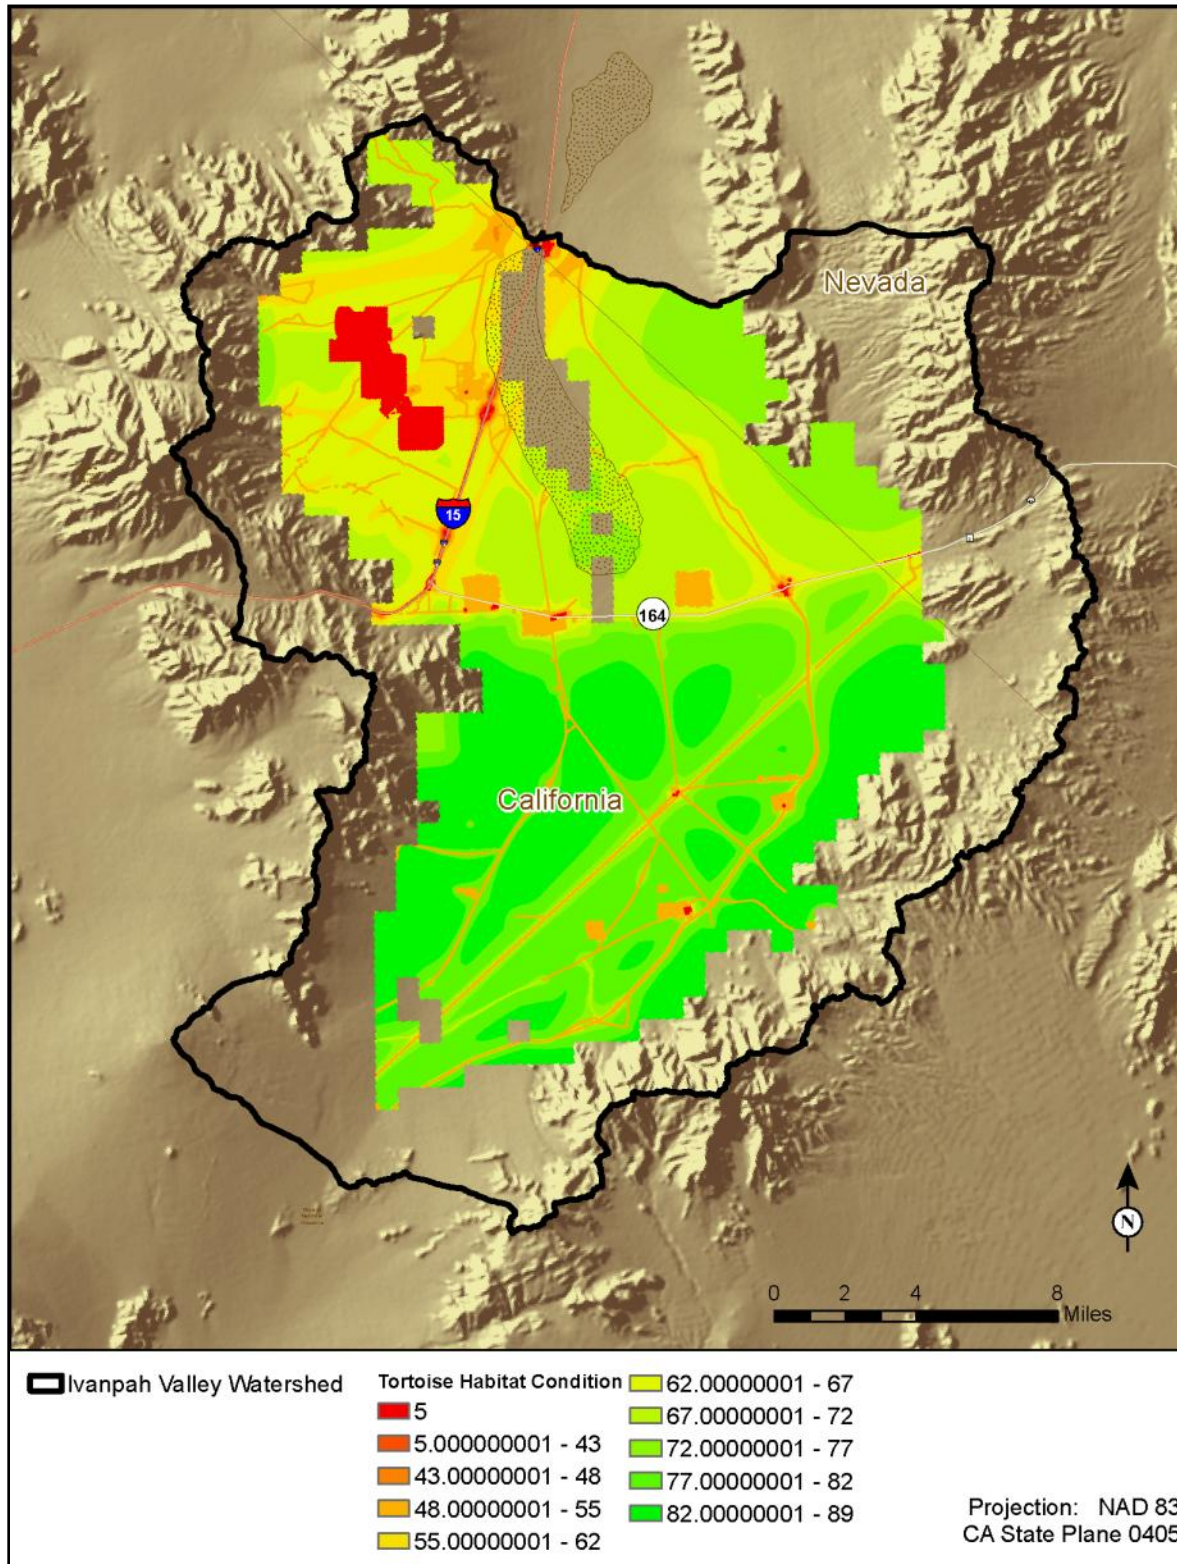 Nevada
15
164
California
N
0 2 4 8
Miles
Ivanpah Valley Watershed
Tortoise Habitat Condition
5
5.000000001 - 43
43.00000001 - 48
48.00000001 - 55
55.00000001 - 62
62.00000001 - 67
67.00000001 - 72
72.00000001 - 77
77.00000001 - 82
82.00000001 - 89
Projection: NAD 83
CA State Plane 0405